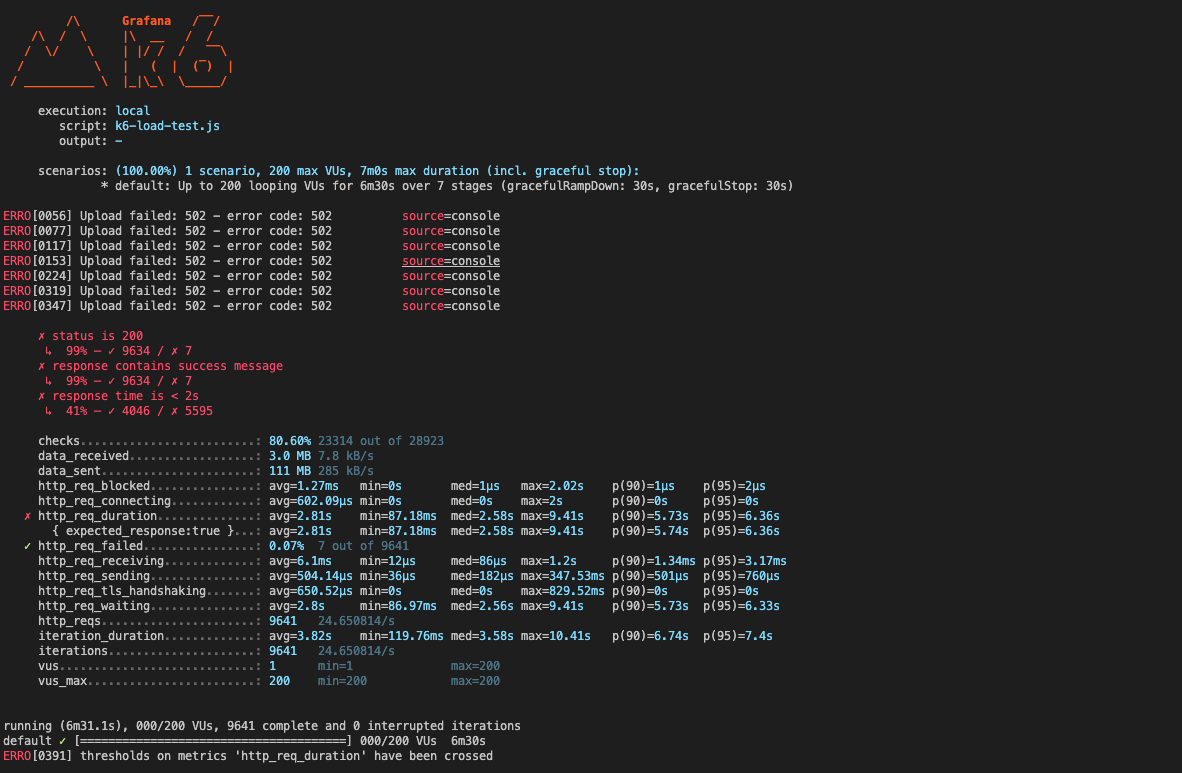 /\      Grafana   /‾‾/
    /\  /  \     |\  __   /  /
   /  \/    \    | |/ /  /   ‾‾\
  /          \   |   (  |  (‾)  |
 / __________ \  |_|\_\  \_____/
execution: local
script: k6-load-test.js
output: -
scenarios: (100.00%) 1 scenario, 200 max VUs, 7m0s max duration (incl. graceful stop):
* default: Up to 200 looping VUs for 6m30s over 7 stages (gracefulRampDown: 30s, gracefulStop: 30s)
ERRO[0056] Upload failed: 502 - error code: 502          source=console
ERRO[0077] Upload failed: 502 - error code: 502          source=console
ERRO[0117] Upload failed: 502 - error code: 502          source=console
ERRO[0153] Upload failed: 502 - error code: 502          source=console
ERRO[0224] Upload failed: 502 - error code: 502          source=console
ERRO[0319] Upload failed: 502 - error code: 502          source=console
ERRO[0347] Upload failed: 502 - error code: 502          source=console
✗ status is 200
↳  99% — ✓ 9634 / ✗ 7
✗ response contains success message
↳  99% — ✓ 9634 / ✗ 7
✗ response time is < 2s
↳  41% — ✓ 4046 / ✗ 5595
checks.........................: 80.60% 23314 out of 28923
data_received..................: 3.0 MB 7.8 kB/s
data_sent......................: 111 MB 285 kB/s
http_req_blocked...............: avg=1.27ms   min=0s       med=1µs   max=2.02s    p(90)=1µs    p(95)=2µs
http_req_connecting............: avg=602.09µs min=0s       med=0s    max=2s       p(90)=0s     p(95)=0s
✗ http_req_duration..............: avg=2.81s    min=87.18ms  med=2.58s max=9.41s    p(90)=5.73s  p(95)=6.36s
{ expected_response:true }...: avg=2.81s    min=87.18ms  med=2.58s max=9.41s    p(90)=5.74s  p(95)=6.36s
✓ http_req_failed................: 0.07%  7 out of 9641
http_req_receiving.............: avg=6.1ms    min=12µs     med=86µs  max=1.2s     p(90)=1.34ms p(95)=3.17ms
http_req_sending...............: avg=504.14µs min=36µs     med=182µs max=347.53ms p(90)=501µs  p(95)=760µs
http_req_tls_handshaking.......: avg=650.52µs min=0s       med=0s    max=829.52ms p(90)=0s     p(95)=0s
http_req_waiting...............: avg=2.8s     min=86.97ms  med=2.56s max=9.41s    p(90)=5.73s  p(95)=6.33s
http_reqs......................: 9641   24.650814/s
iteration_duration.............: avg=3.82s    min=119.76ms med=3.58s max=10.41s   p(90)=6.74s  p(95)=7.4s
iterations.....................: 9641   24.650814/s
vus............................: 1      min=1              max=200
vus_max........................: 200    min=200            max=200
running (6m31.1s), 000/200 VUs, 9641 complete and 0 interrupted iterations
default ✓ [======================================] 000/200 VUs  6m30s
ERRO[0391] thresholds on metrics 'http_req_duration' have been crossed